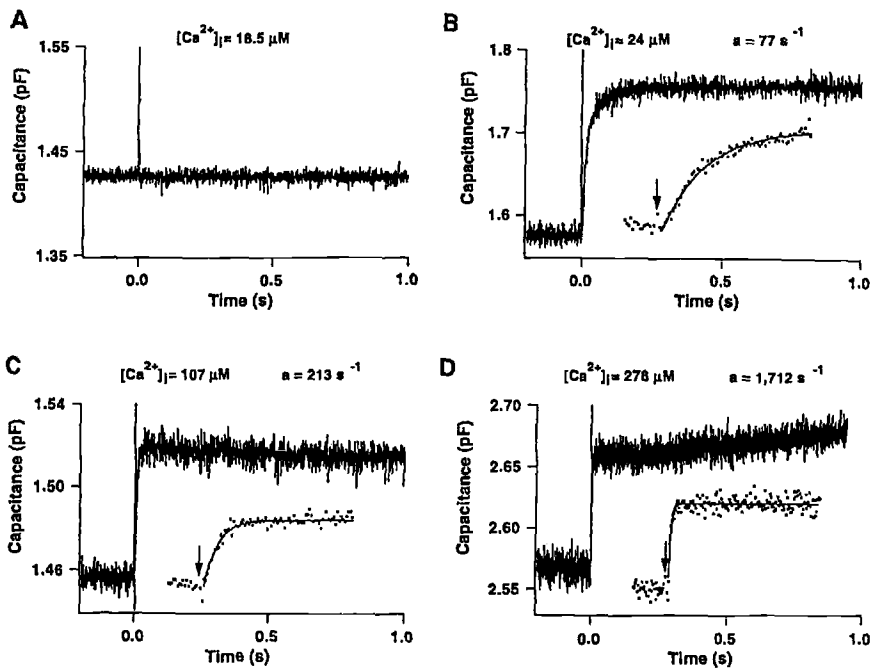 A
[Ca²⁺]i = 18.5 µM
1.55
1.45
1.35
Capacitance (pF)
0.0
0.5
1.0
Time (s)
B
[Ca²⁺]i ≈ 24 µM
a = 77 s⁻¹
1.8
1.7
1.6
Capacitance (pF)
0.0
0.5
1.0
Time (s)
C
[Ca²⁺]i = 107 µM
a = 213 s⁻¹
1.54
1.50
1.46
Capacitance (pF)
0.0
0.5
1.0
Time (s)
D
[Ca²⁺]i = 276 µM
a = 1,712 s⁻¹
2.70
2.65
2.60
2.55
Capacitance (pF)
0.0
0.5
1.0
Time (s)